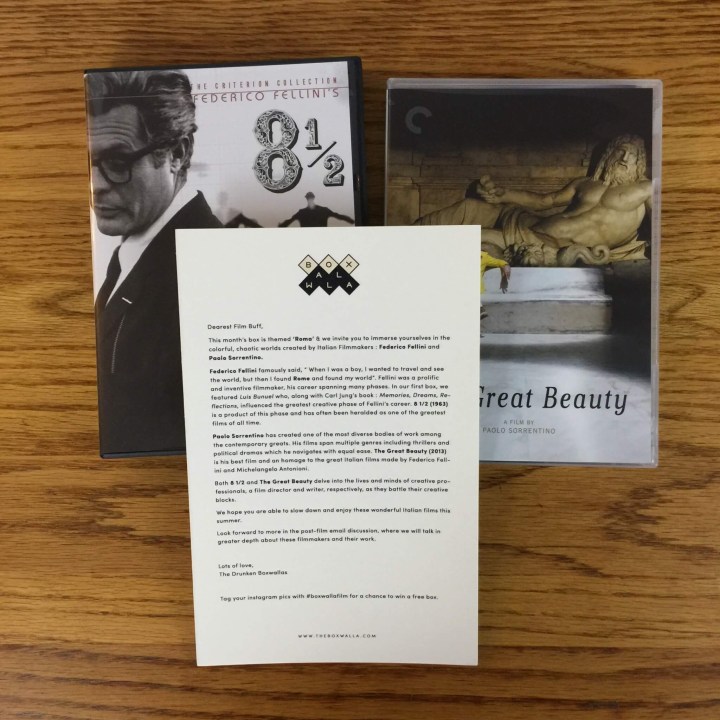 THE CRITERION COLLECTION
FEDERICO FELLINI'S
8 1/2
BOX
WALLA
Great Beauty
A FILM BY
PAOLO SORRENTINO
Dearest Film Buff,
This month's box is themed 'Roma' & we invite you to immerse yourselves in the
colorful, chaotic worlds created by Italian Filmmakers : Federico Fellini and
Paolo Sorrentino.
Federico Fellini famously said, " When I was a boy, I wanted to travel and see
the world, but then I found Rome and found my world". Fellini was a prolific
and inventive filmmaker, his career spanning many phases. In our first box, we
featured Luis Bunuel who, along with Carl Jung's book : Memories, Dreams, Re-
flections, influenced the greatest creative phase of Fellini's career. 8 1/2 (1963)
is a product of this phase and has often been heralded as one of the greatest
films of all time.
Paolo Sorrentino has created one of the most diverse bodies of work among
the contemporary greats. His films span multiple genres including thrillers and
political dramas which he navigates with equal ease. The Great Beauty (2013)
is his best film and an homage to the great Italian films made by Federico Fell-
ini and Michelangelo Antonioni.
Both 8 1/2 and The Great Beauty delve into the lives and minds of creative pro-
fessionals, a film director and writer, respectively, as they battle their creative
blocks.
We hope you are able to slow down and enjoy these wonderful Italian films this
summer.
Look forward to more in the post-film email discussion, where we will talk in
greater depth about these filmmakers and their work.
Lots of love,
The Drunken Boxwallas
Tag your instagram pics with #boxwallafilm for a chance to win a free box.
WWW.THEBOXWALLA.COM